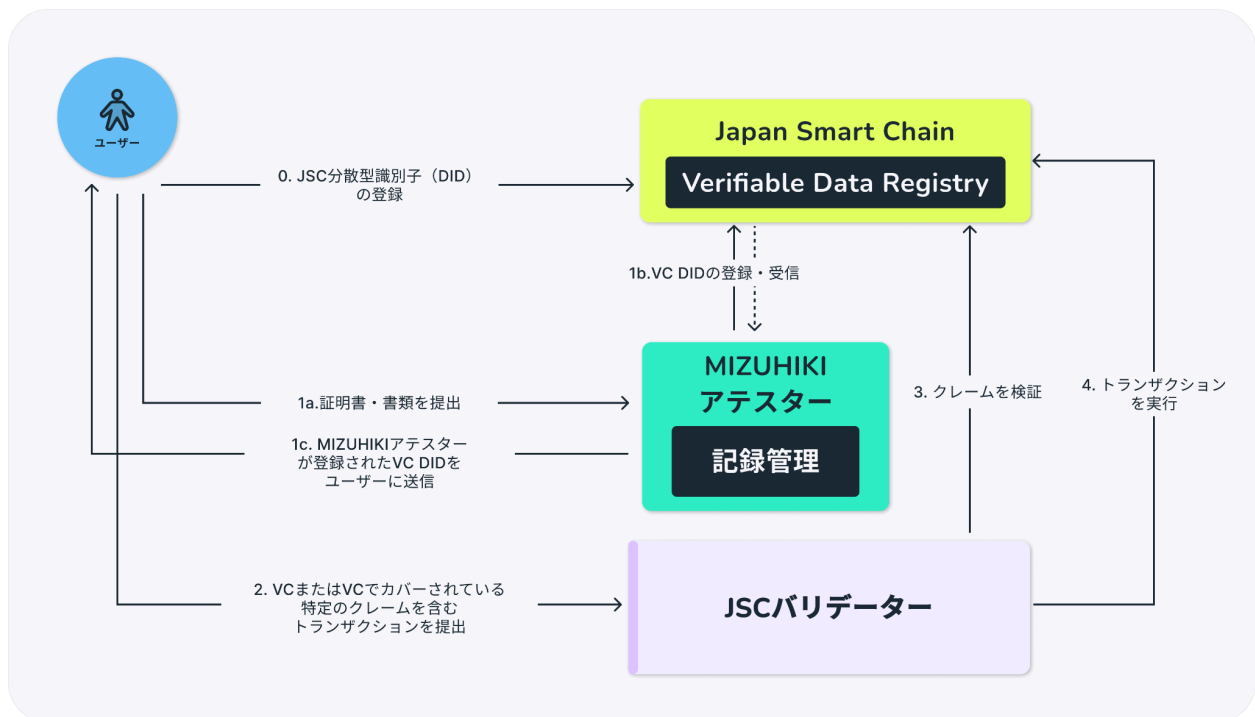 ユーザー
Japan Smart Chain
Verifiable Data Registry
0. JSC分散型識別子（DID）
の登録
1b.VC DIDの登録・受信
MIZUHIKI
アテスター
記録管理
1a.証明書・書類を提出
1c. MIZUHIKIアテスター
が登録されたVC DIDを
ユーザーに送信
3. クレームを検証
4. トランザクション
を実行
2. VCまたはVCでカバーされている
特定のクレームを含む
トランザクションを提出
JSCバリデーター